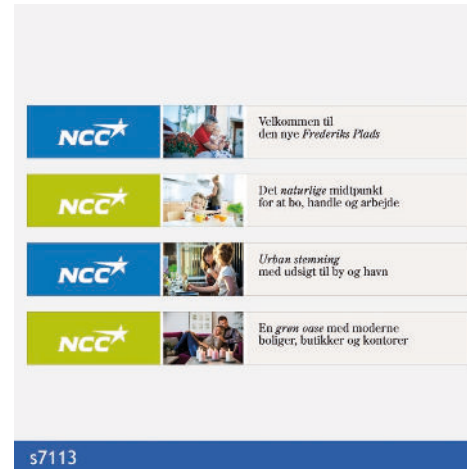 NCC
Velkommen til
den nye Frederiks Plads
NCC
Det naturlige midtpunkt
for at bo, handle og arbejde
NCC
Urban stemning
med udsigt til by og havn
NCC
En grøn oase med moderne
boliger, butikker og kontorer
s7113